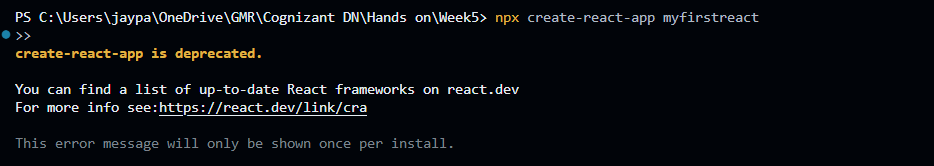 PS C:\Users\jaypa\OneDrive\GMR\Cognizant DN\Hands on\Week5> npx create-react-app myfirstreact
>>
create-react-app is deprecated.
You can find a list of up-to-date React frameworks on react.dev
For more info see:https://react.dev/link/cra
This error message will only be shown once per install.